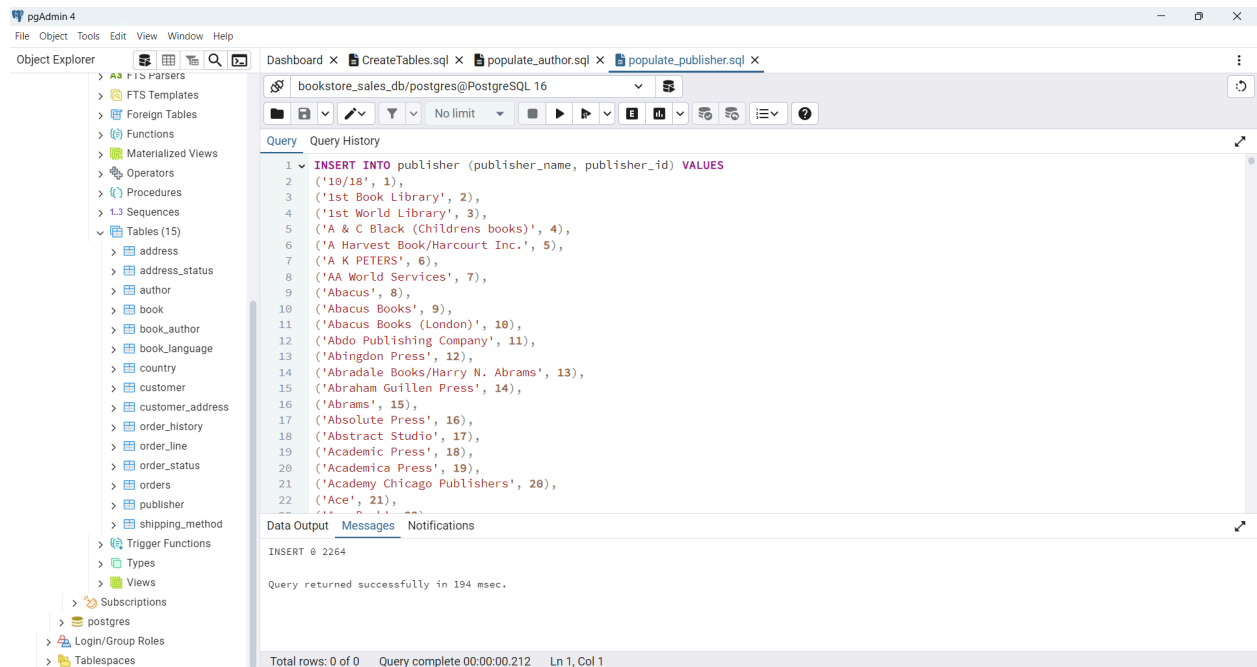 pgAdmin 4
File Object Tools Edit View Window Help
Object Explorer
Dashboard CreateTables.sql populate_author.sql populate_publisher.sql
FTS Parsers
FTS Templates
Foreign Tables
Functions
Materialized Views
Operators
Procedures
1..3 Sequences
Tables (15)
address
address_status
author
book
book_author
book_language
country
customer
customer_address
order_history
order_line
order_status
orders
publisher
shipping_method
Trigger Functions
Types
Views
Subscriptions
postgres
Login/Group Roles
Tablespaces
bookstore_sales_db/postgres@PostgreSQL 16
No limit
E
Query Query History
1 INSERT INTO publisher (publisher_name, publisher_id) VALUES
2 ('10/18', 1),
3 ('1st Book Library', 2),
4 ('1st World Library', 3),
5 ('A & C Black (Childrens books)', 4),
6 ('A Harvest Book/Harcourt Inc.', 5),
7 ('A K PETERS', 6),
8 ('AA World Services', 7),
9 ('Abacus', 8),
10 ('Abacus Books', 9),
11 ('Abacus Books (London)', 10),
12 ('Abdo Publishing Company', 11),
13 ('Abingdon Press', 12),
14 ('Abradale Books/Harry N. Abrams', 13),
15 ('Abraham Guillen Press', 14),
16 ('Abrams', 15),
17 ('Absolute Press', 16),
18 ('Abstract Studio', 17),
19 ('Academic Press', 18),
20 ('Academica Press', 19),
21 ('Academy Chicago Publishers', 20),
22 ('Ace', 21),
Data Output Messages Notifications
INSERT 0 2264
Query returned successfully in 194 msec.
Total rows: 0 of 0 Query complete 00:00:00.212 Ln 1, Col 1